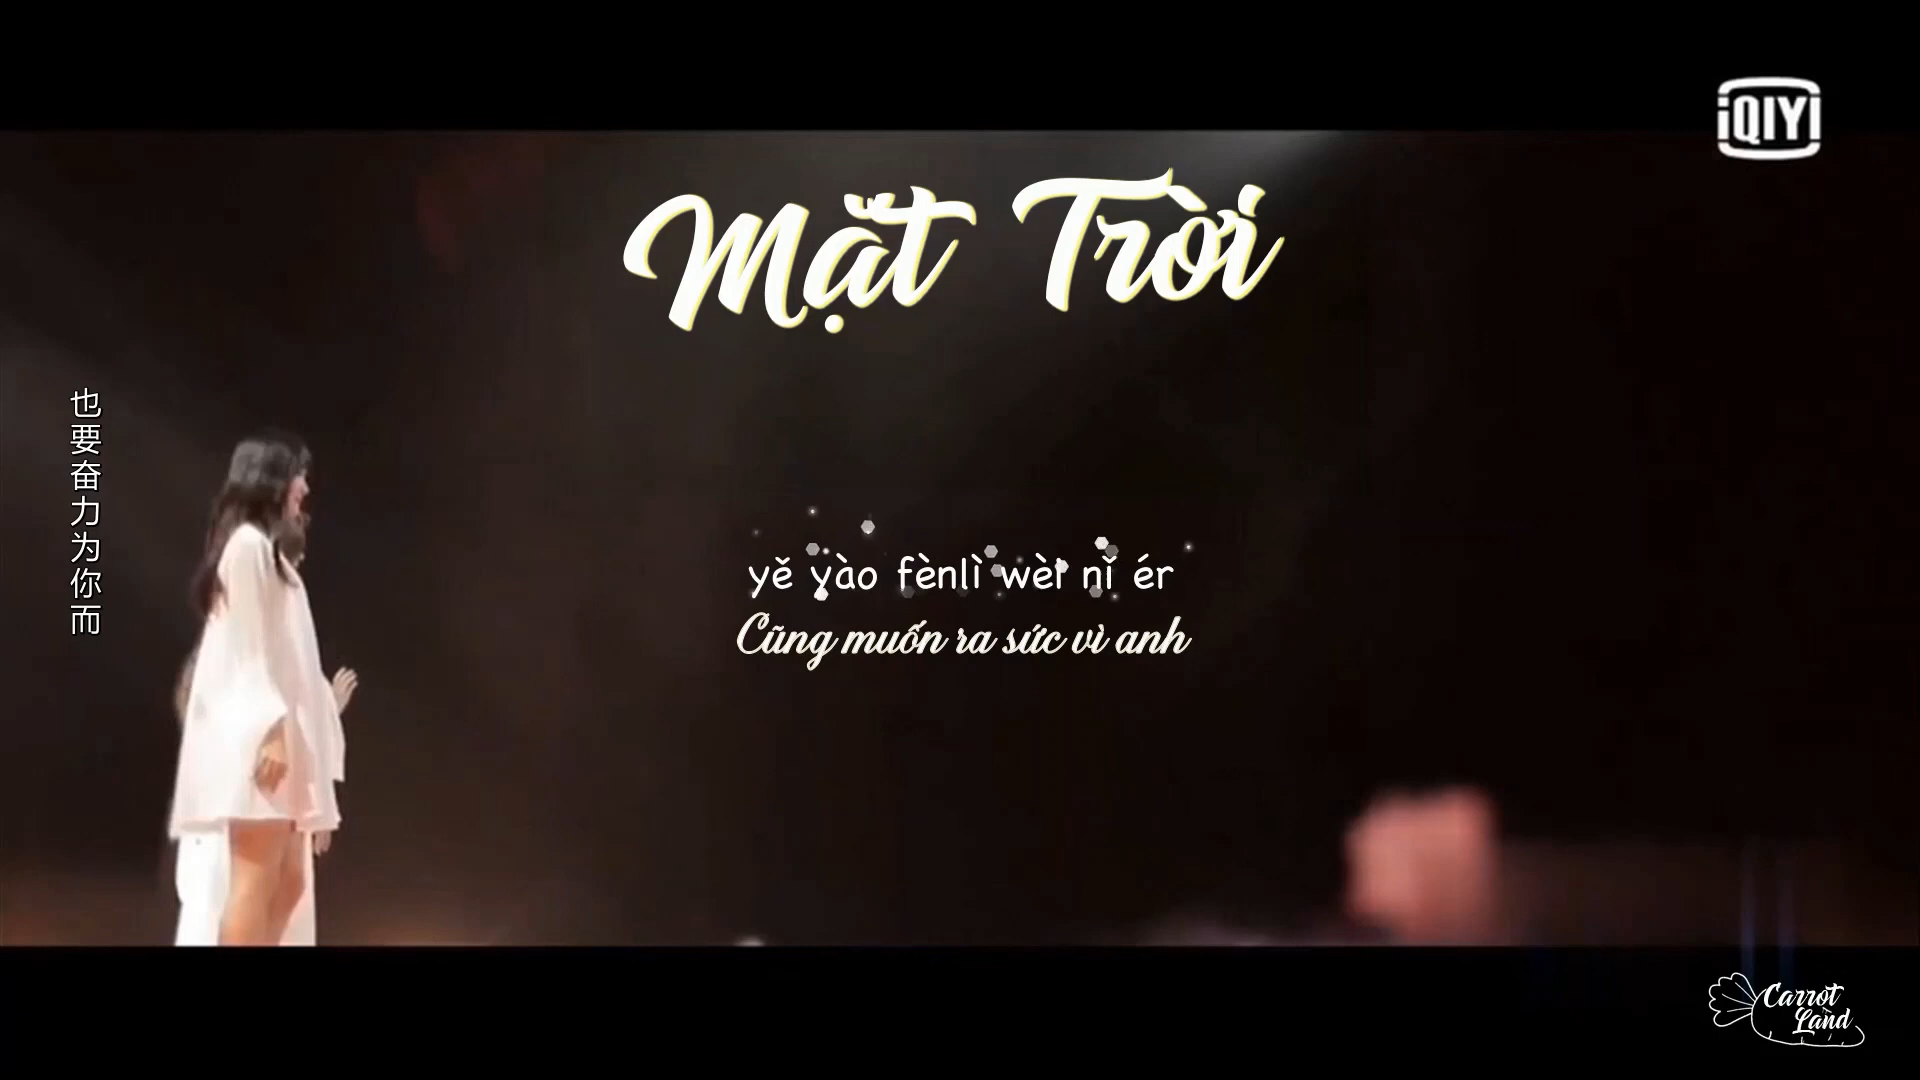 iQIYI
Mặt Trời
也要奋力为你而
yě yào fènlì wèi nǐ ér
Cũng muốn ra sức vì anh
Carrot
Land